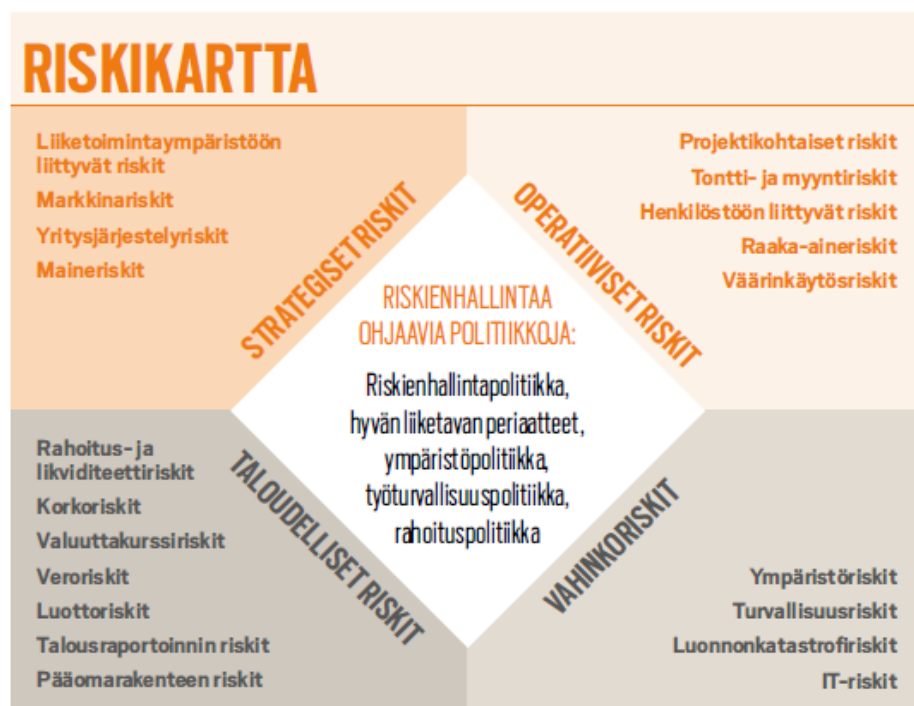 RISKIKARTTA
Liiketoimintaympäristöön
liittyvät riskit
Markkinariskit
Yritysjärjestelyriskit
Maineriskit
STRATEGISET RISKIT
Projektikohtaiset riskit
Tontti- ja myyntiriskit
Henkilöstöön liittyvät riskit
Raaka-aineriskit
Väärinkäytösriskit
OPERATIIVISET RISKIT
RISKIENHALLINTAA
OHJAAVIA POLITIIKKOJA:
Riskienhallintapolitiikka,
hyvän liiketavan periaatteet,
ympäristöpolitiikka,
työturvallisuuspolitiikka,
rahoituspolitiikka
Rahoitus- ja
likviditeettiriskit
Korkoriskit
Valuuttakurssiriskit
Veroriskit
Luottoriskit
Talousraportoinnin riskit
Pääomarakenteen riskit
TALOUDELLISET RISKIT
VAHINKORISKIT
Ympäristöriskit
Turvallisuusriskit
Luonnonkatastrofiriskit
IT-riskit